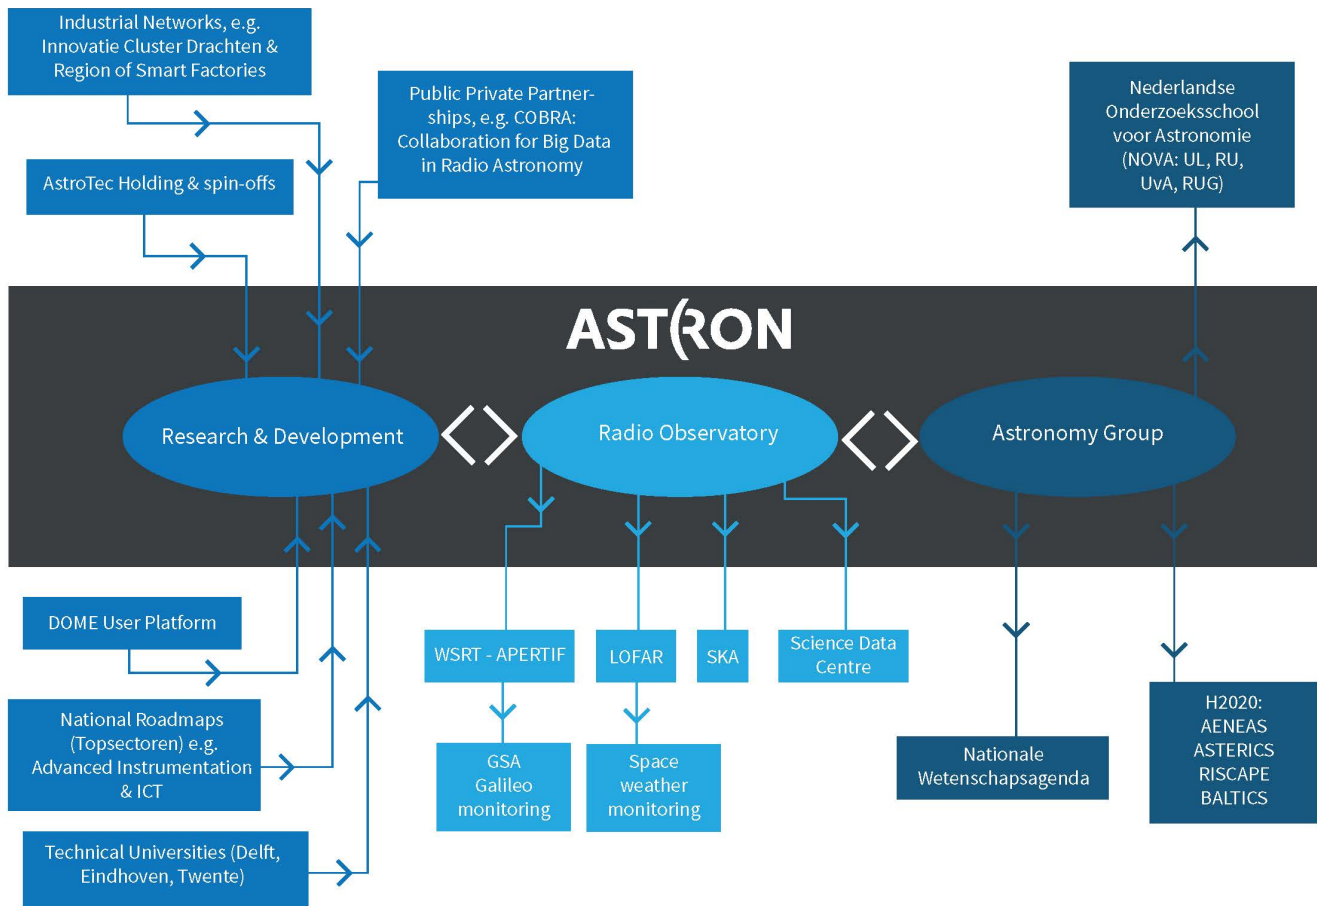 Industrial Networks, e.g.
Innovatie Cluster Drachten &
Region of Smart Factories
Public Private Partner-
ships, e.g. COBRA:
Collaboration for Big Data
in Radio Astronomy
AstroTec Holding & spin-offs
Nederlandse
Onderzoeksschool
voor Astronomie
(NOVA: UL, RU,
UvA, RUG)
ASTRON
Research & Development
Radio Observatory
Astronomy Group
DOME User Platform
National Roadmaps
(Topsectoren) e.g.
Advanced Instrumentation
& ICT
Technical Universities (Delft,
Eindhoven, Twente)
WSRT - APERTIF
LOFAR
SKA
Science Data
Centre
GSA
Galileo
monitoring
Space
weather
monitoring
Nationale
Wetenschapsagenda
H2020:
AENEAS
ASTERICS
RISCAPE
BALTICS